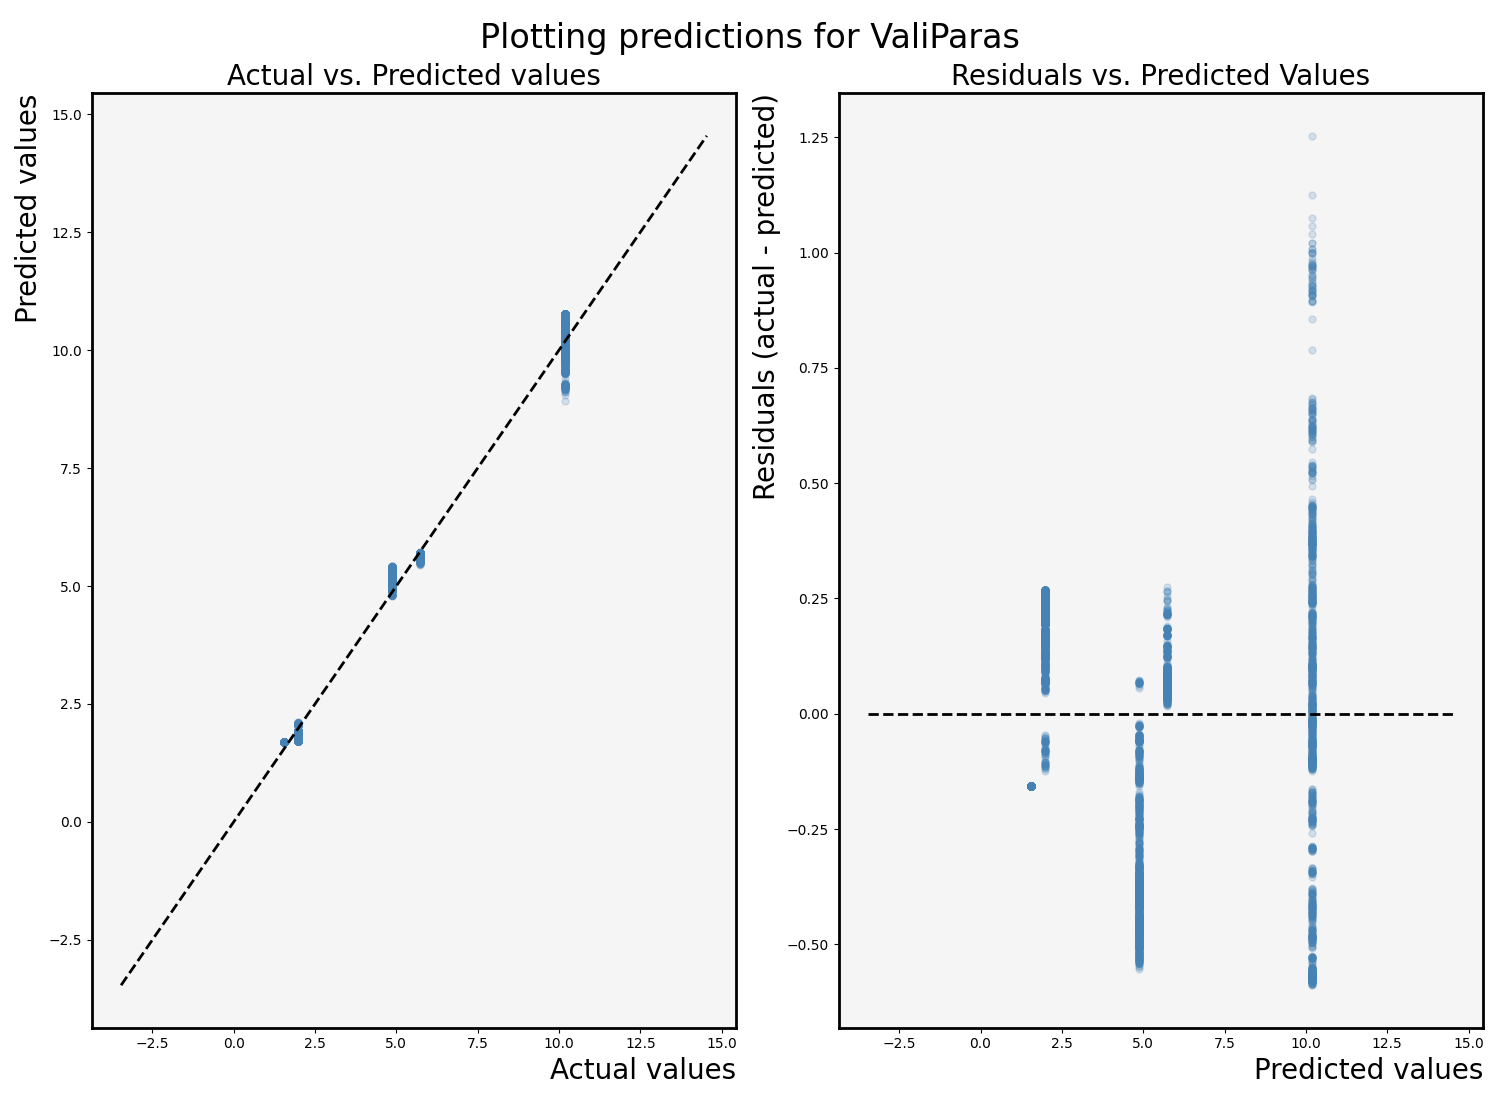 Plotting predictions for ValiParas
Actual vs. Predicted values
Predicted values
15.0
12.5
10.0
7.5
5.0
2.5
0.0
−2.5
−2.5 0.0 2.5 5.0 7.5 10.0 12.5 15.0
Actual values
Residuals vs. Predicted Values
Residuals (actual - predicted)
1.25
1.00
0.75
0.50
0.25
0.00
−0.25
−0.50
−2.5 0.0 2.5 5.0 7.5 10.0 12.5 15.0
Predicted values